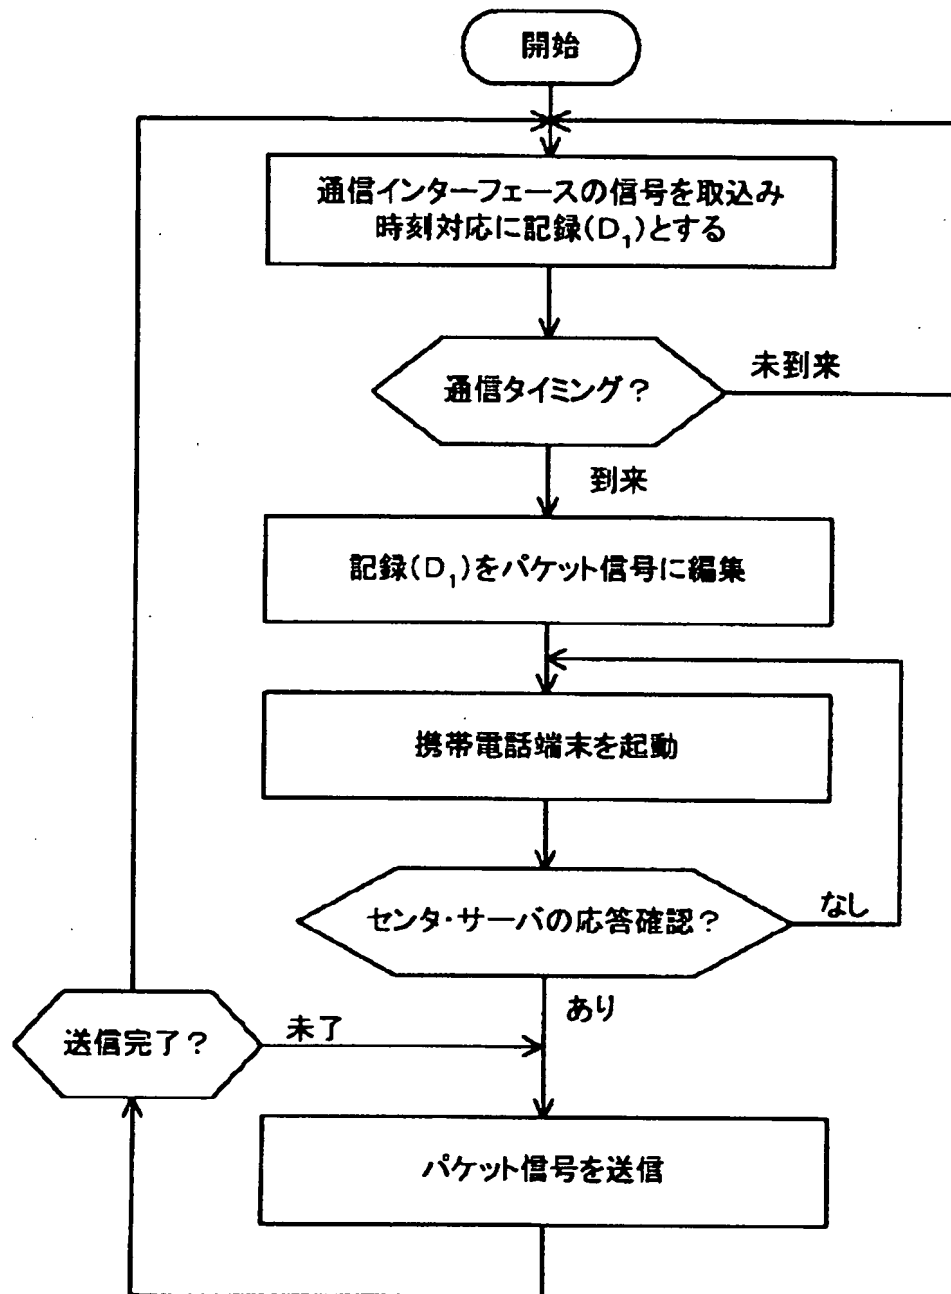 開始
通信インターフェースの信号を取込み
時刻対応に記録(D₁)とする
通信タイミング?
未到来
到来
記録(D₁)をパケット信号に編集
携帯電話端末を起動
センタ・サーバの応答確認?
なし
あり
送信完了?
未了
パケット信号を送信